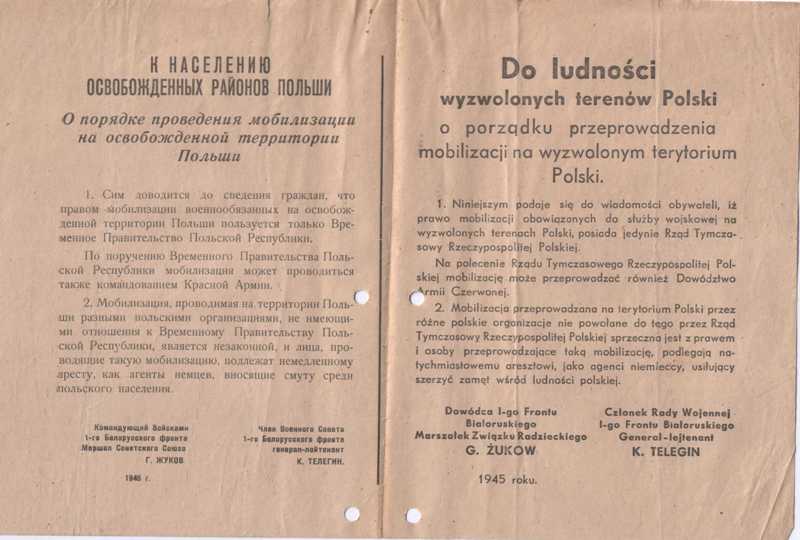 К НАСЕЛЕНИЮ
ОСВОБОЖДЕННЫХ РАЙОНОВ ПОЛЬШИ
О порядке проведения мобилизации
на освобожденной территории
Польши
1. Сим доводится до сведения граждан, что
правом мобилизации военнообязанных на освобож-
денной территории Польши пользуется только Вре-
менное Правительство Польской Республики.
По поручению Временного Правительства Поль-
ской Республики мобилизация может проводиться
также командованием Красной Армии.
2. Мобилизация, проводимая на территории Поль-
ши разными польскими организациями, не имеющи-
ми отношения к Временному Правительству Поль-
ской Республики, является незаконной, и лица, про-
водящие такую мобилизацию, подлежат немедленному
аресту, как агенты немцев, вносящие смуту среди
польского населения.
Командующий Войсками
1-го Белорусского фронта
Маршал Советского Союза
Г. ЖУКОВ
Член Военного Совета
1-го Белорусского фронта
генерал-лейтенант
К. ТЕЛЕГИН.
1945 г.
Do ludności
wyzwolonych terenów Polski
o porządku przeprowadzenia
mobilizacji na wyzwolonym terytorium
Polski.
1. Niniejszym podaje się do wiadomości obywateli, iż
prawo mobilizacji obowiązanych do służby wojskowej na
wyzwolonych terenach Polski, posiada jedynie Rząd Tymcza-
sowy Rzeczypospolitej Polskiej.
Na polecenie Rządu Tymczasowego Rzeczypospolitej Pol-
skiej mobilizację może przeprowadzać również Dowództwo
Armii Czerwonej.
2. Mobilizacja przeprowadzana na terytorium Polski przez
różne polskie organizacje nie powołane do tego przez Rząd
Tymczasowy Rzeczypospolitej Polskiej sprzeczną jest z prawem
i osoby przeprowadzające taką mobilizację, podlegają na-
tychmiastowemu aresztowi, jako agenci niemieccy, usiłujący
szerzyć zamęt wśród ludności polskiej.
Dowódca I-go Frontu
Białoruskiego
Marszałek Związku Radzieckiego
G. ŻUKOW
Członek Rady Wojennej
I-go Frontu Białoruskiego
General-lejtenant
K. TELEGIN
1945 roku.